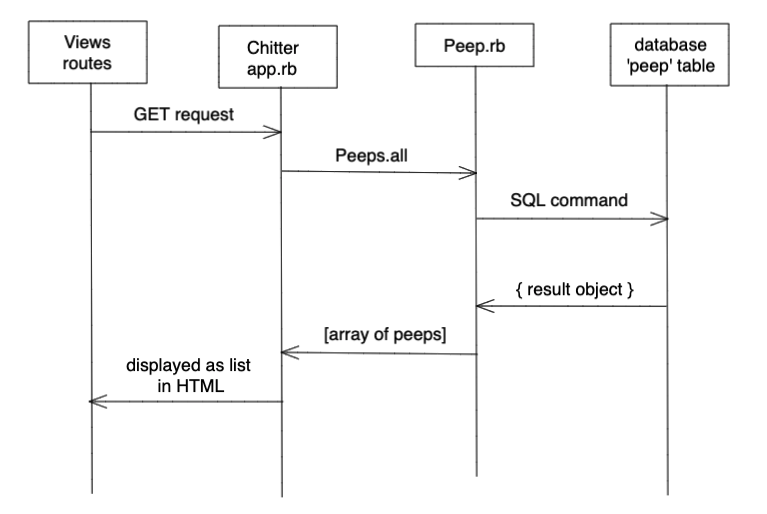 Views
routes
Chitter
app.rb
Peep.rb
database
'peep' table
GET request
Peeps.all
SQL command
{ result object }
[array of peeps]
displayed as list
in HTML